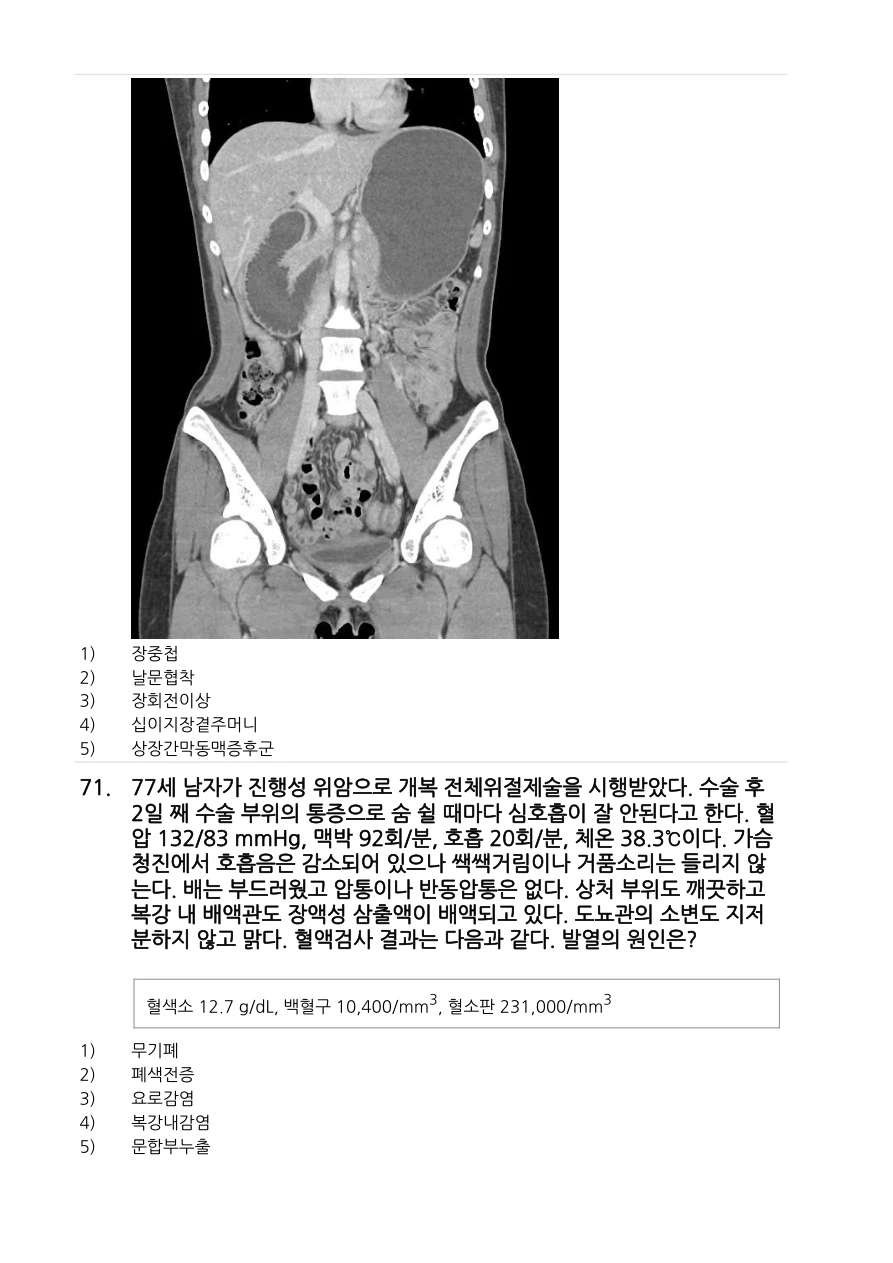 1) 장중첩
2) 날문협착
3) 장회전이상
4) 십이지장곁주머니
5) 상장간막동맥증후군
71. 77세 남자가 진행성 위암으로 개복 전체위절제술을 시행받았다. 수술 후
2일 째 수술 부위의 통증으로 숨 쉴 때마다 심호흡이 잘 안된다고 한다. 혈
압 132/83 mmHg, 맥박 92회/분, 호흡 20회/분, 체온 38.3℃이다. 가슴
청진에서 호흡음은 감소되어 있으나 쌕쌕거림이나 거품소리는 들리지 않
는다. 배는 부드러웠고 압통이나 반동압통은 없다. 상처 부위도 깨끗하고
복강 내 배액관도 장액성 삼출액이 배액되고 있다. 도뇨관의 소변도 지저
분하지 않고 맑다. 혈액검사 결과는 다음과 같다. 발열의 원인은?
혈색소 12.7 g/dL, 백혈구 10,400/mm³, 혈소판 231,000/mm³
1) 무기폐
2) 폐색전증
3) 요로감염
4) 복강내감염
5) 문합부누출